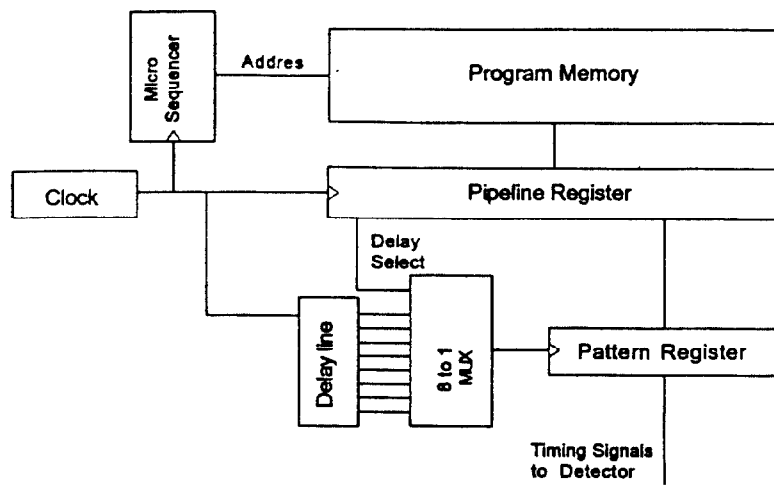 Micro
Sequencer
Addres
Program Memory
Clock
Pipeline Register
Delay
Select
Delay line
8 to 1
MUX
Pattern Register
Timing Signals
to Detector